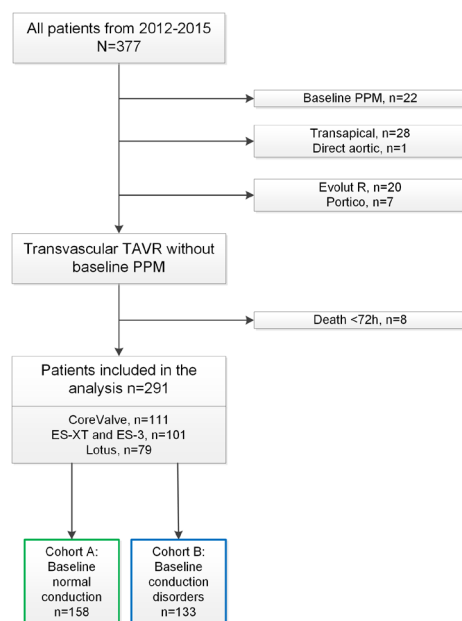 All patients from 2012-2015
N=377
Baseline PPM, n=22
Transapical, n=28
Direct aortic, n=1
Evolut R, n=20
Portico, n=7
Transvascular TAVR without
baseline PPM
Death <72h, n=8
Patients included in the
analysis n=291
CoreValve, n=111
ES-XT and ES-3, n=101
Lotus, n=79
Cohort A:
Baseline
normal
conduction
n=158
Cohort B:
Baseline
conduction
disorders
n=133